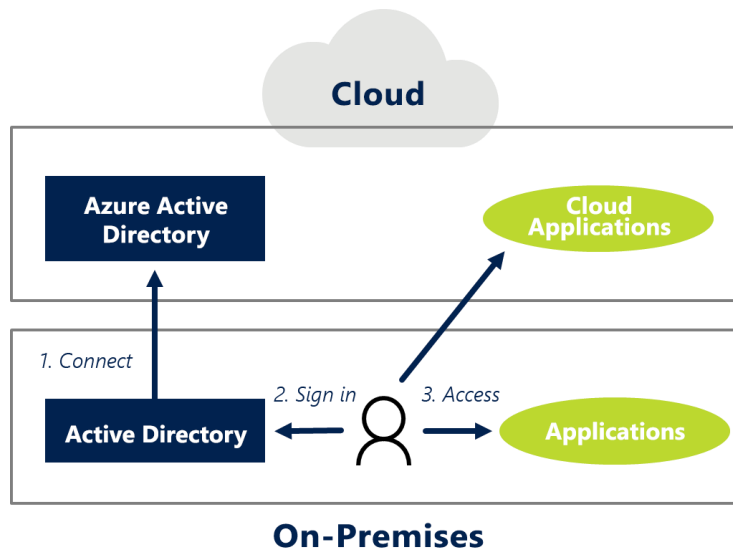 Cloud
Azure Active
Directory
Cloud
Applications
1. Connect
2. Sign in
3. Access
Active Directory
Applications
On-Premises